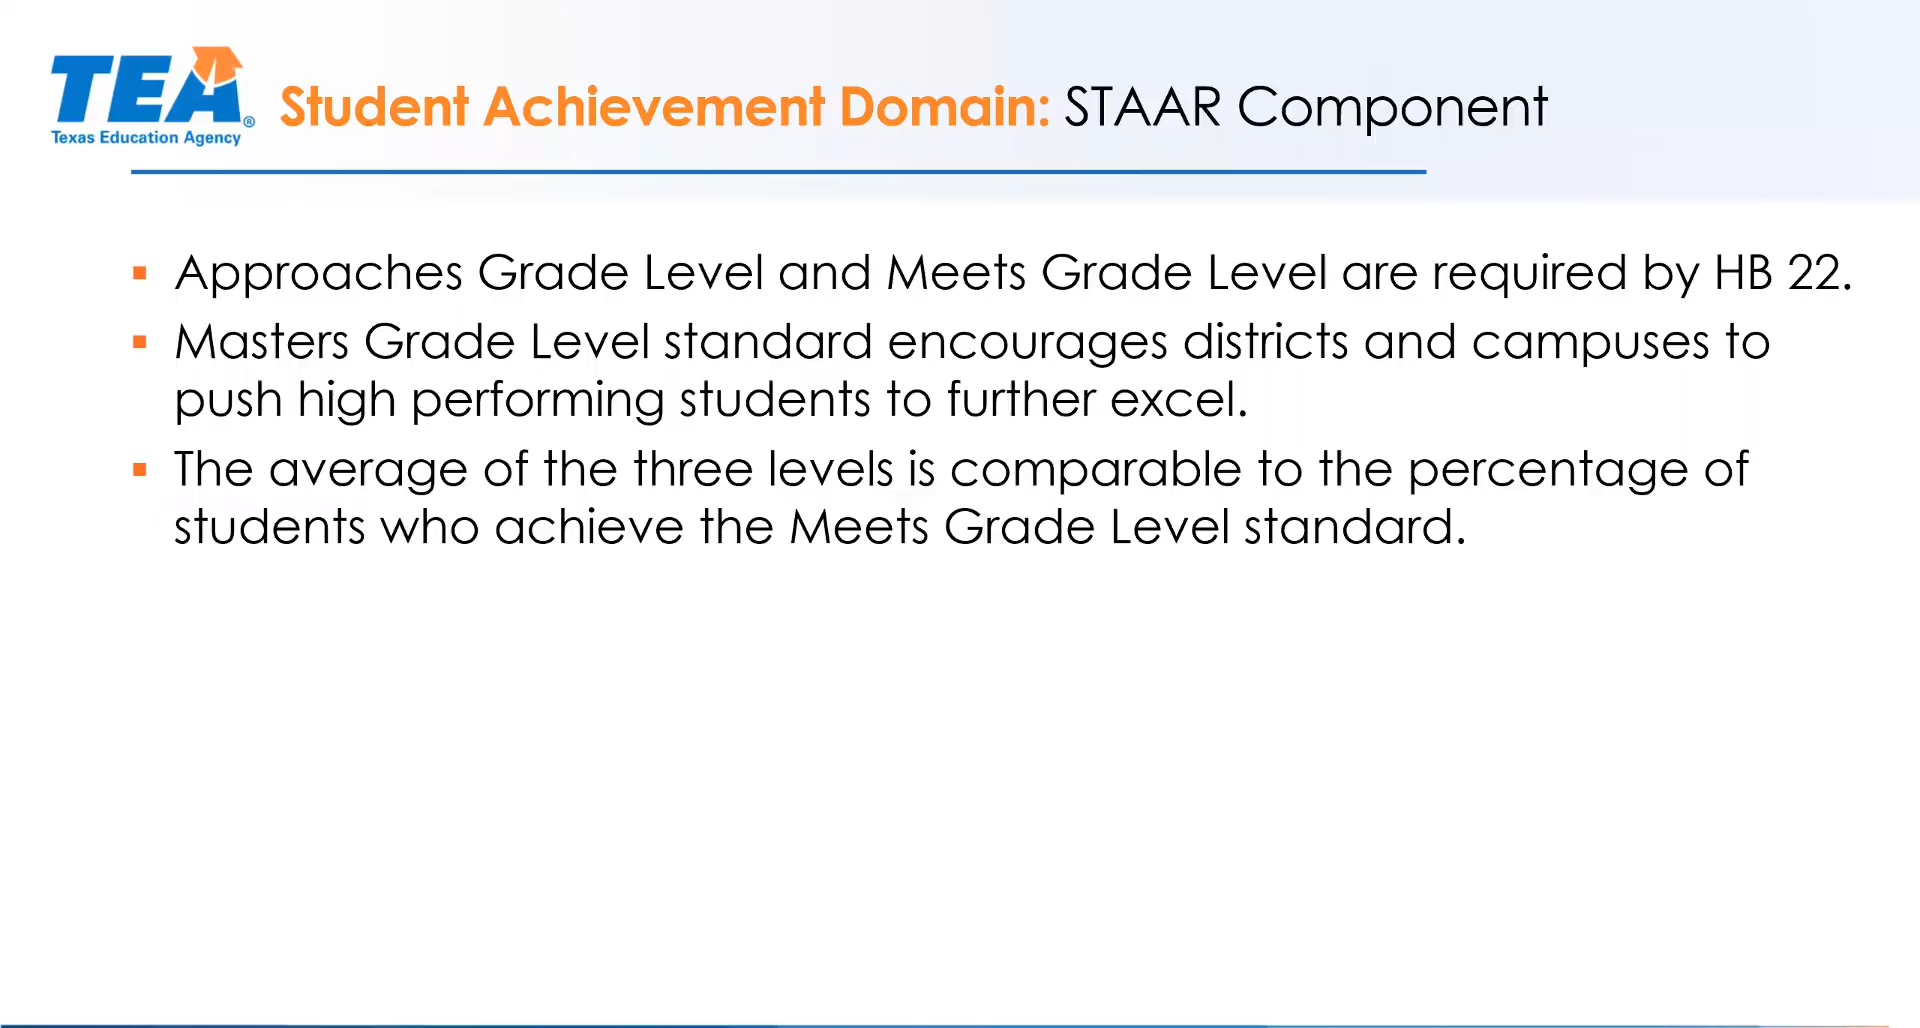 TEA®
Texas Education Agency
Student Achievement Domain: STAAR Component
▪ Approaches Grade Level and Meets Grade Level are required by HB 22.
▪ Masters Grade Level standard encourages districts and campuses to
push high performing students to further excel.
▪ The average of the three levels is comparable to the percentage of
students who achieve the Meets Grade Level standard.